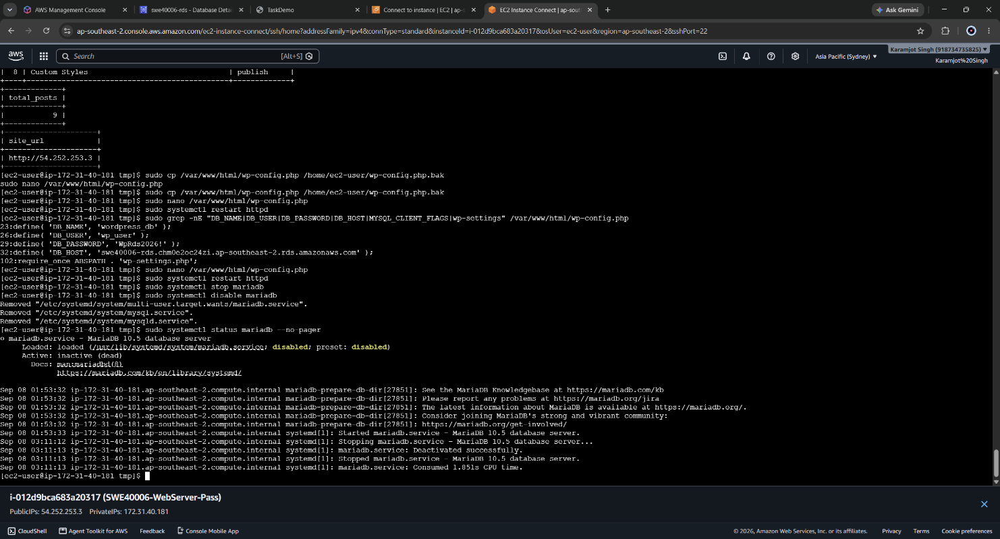 AWS Management Console
swe40006-rds - Database Deta
TaskDemo
Connect to instance | EC2 | ap-s
EC2 Instance Connect | ap-sout
Ask Gemini
ap-southeast-2.console.aws.amazon.com/ec2-instance-connect/ssh/home?addressFamily=ipv4&connType=standard&instanceId=i-012d9bca683a20317&osUser=ec2-user&region=ap-southeast-2&sshPort=22
aws
Search
[Alt+S]
Asia Pacific (Sydney) ▼
Karamjot Singh (918734735825) ▼
Karamjot%20Singh
|  8 | Custom Styles                                  | publish     |
+----+------------------------------------------------+-------------+
+-------------+
| total_posts |
+-------------+
|           9 |
+-------------+
+----------------------+
| site_url             |
+----------------------+
| http://54.252.253.3 |
+----------------------+
[ec2-user@ip-172-31-40-181 tmp]$ sudo cp /var/www/html/wp-config.php /home/ec2-user/wp-config.php.bak
sudo nano /var/www/html/wp-config.php
[ec2-user@ip-172-31-40-181 tmp]$ sudo cp /var/www/html/wp-config.php /home/ec2-user/wp-config.php.bak
[ec2-user@ip-172-31-40-181 tmp]$ sudo nano /var/www/html/wp-config.php
[ec2-user@ip-172-31-40-181 tmp]$ sudo systemctl restart httpd
[ec2-user@ip-172-31-40-181 tmp]$ sudo grep -nE "DB_NAME|DB_USER|DB_PASSWORD|DB_HOST|MYSQL_CLIENT_FLAGS|wp-settings" /var/www/html/wp-config.php
23:define( 'DB_NAME', 'wordpress_db' );
26:define( 'DB_USER', 'wp_user' );
29:define( 'DB_PASSWORD', 'WpRds2026!' );
32:define( 'DB_HOST', 'swe40006-rds.chm0e2oc24zi.ap-southeast-2.rds.amazonaws.com' );
102:require_once ABSPATH . 'wp-settings.php';
[ec2-user@ip-172-31-40-181 tmp]$ sudo nano /var/www/html/wp-config.php
[ec2-user@ip-172-31-40-181 tmp]$ sudo systemctl restart httpd
[ec2-user@ip-172-31-40-181 tmp]$ sudo systemctl stop mariadb
[ec2-user@ip-172-31-40-181 tmp]$ sudo systemctl disable mariadb
Removed "/etc/systemd/system/multi-user.target.wants/mariadb.service".
Removed "/etc/systemd/system/mysql.service".
Removed "/etc/systemd/system/mysqld.service".
[ec2-user@ip-172-31-40-181 tmp]$ sudo systemctl status mariadb --no-pager
○ mariadb.service - MariaDB 10.5 database server
     Loaded: loaded (/usr/lib/systemd/system/mariadb.service; disabled; preset: disabled)
     Active: inactive (dead)
       Docs: man:mariadbd(8)
             https://mariadb.com/kb/en/library/systemd/
Sep 08 01:53:32 ip-172-31-40-181.ap-southeast-2.compute.internal mariadb-prepare-db-dir[27851]: See the MariaDB Knowledgebase at https://mariadb.com/kb
Sep 08 01:53:32 ip-172-31-40-181.ap-southeast-2.compute.internal mariadb-prepare-db-dir[27851]: Please report any problems at https://mariadb.org/jira
Sep 08 01:53:32 ip-172-31-40-181.ap-southeast-2.compute.internal mariadb-prepare-db-dir[27851]: The latest information about MariaDB is available at https://mariadb.org/.
Sep 08 01:53:32 ip-172-31-40-181.ap-southeast-2.compute.internal mariadb-prepare-db-dir[27851]: Consider joining MariaDB's strong and vibrant community:
Sep 08 01:53:32 ip-172-31-40-181.ap-southeast-2.compute.internal mariadb-prepare-db-dir[27851]: https://mariadb.org/get-involved/
Sep 08 01:53:33 ip-172-31-40-181.ap-southeast-2.compute.internal systemd[1]: Started mariadb.service - MariaDB 10.5 database server.
Sep 08 03:11:12 ip-172-31-40-181.ap-southeast-2.compute.internal systemd[1]: Stopping mariadb.service - MariaDB 10.5 database server...
Sep 08 03:11:13 ip-172-31-40-181.ap-southeast-2.compute.internal systemd[1]: mariadb.service: Deactivated successfully.
Sep 08 03:11:13 ip-172-31-40-181.ap-southeast-2.compute.internal systemd[1]: Stopped mariadb.service - MariaDB 10.5 database server.
Sep 08 03:11:13 ip-172-31-40-181.ap-southeast-2.compute.internal systemd[1]: mariadb.service: Consumed 1.851s CPU time.
[ec2-user@ip-172-31-40-181 tmp]$
i-012d9bca683a20317 (SWE40006-WebServer-Pass)
PublicIPs: 54.252.253.3 PrivateIPs: 172.31.40.181
CloudShell
Agent Toolkit for AWS
Feedback
Console Mobile App
© 2026, Amazon Web Services, Inc. or its affiliates.
Privacy
Terms
Cookie preferences